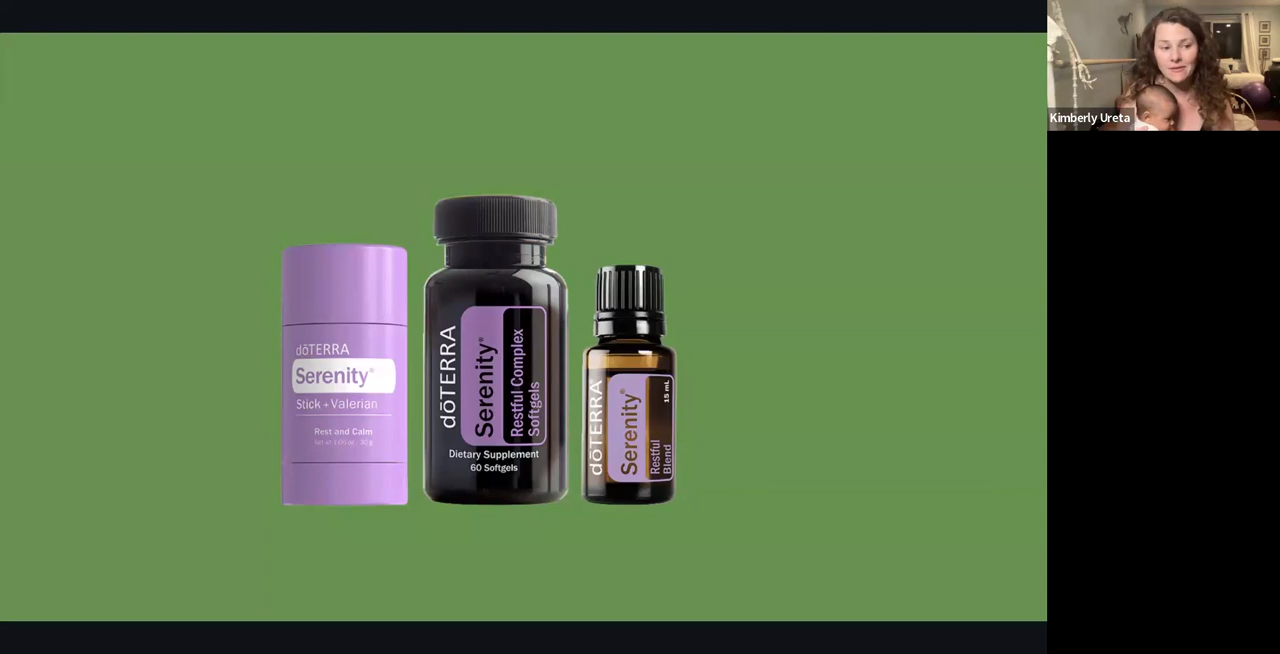 dōTERRA
Serenity®
Stick + Valerian
Rest and Calm
dōTERRA
Serenity®
Restful Complex
Softgels
Dietary Supplement
60 Softgels
dōTERRA
Serenity®
Restful
Blend
15 mL
Kimberly Ureta